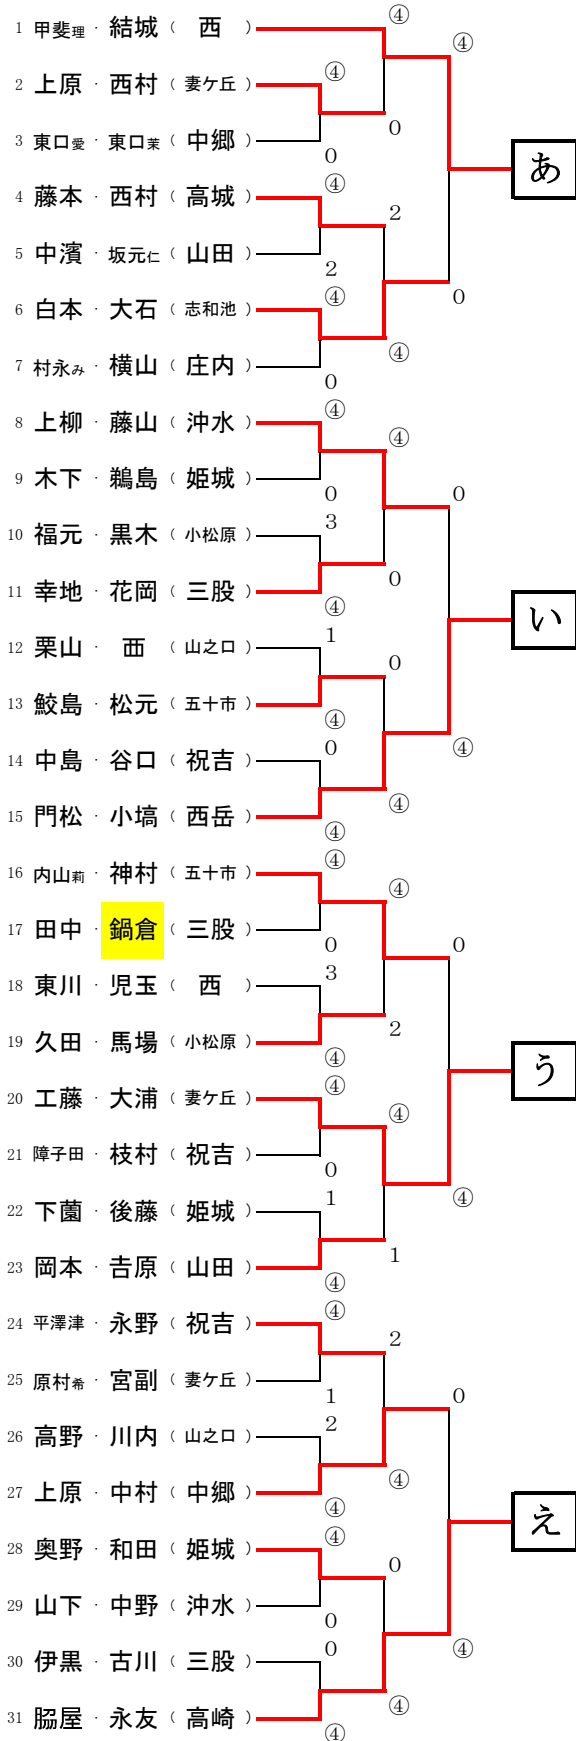 1 甲斐理 · 結城 ( 西 )
④
④
2 上原 · 西村 ( 妻ケ丘 )
④
0
3 東口愛 · 東口茉 ( 中郷 )
0
あ
4 藤本 · 西村 ( 高城 )
④
2
5 中濱 · 坂元仁 ( 山田 )
2
0
6 白本 · 大石 ( 志和池 )
④
④
7 村永み · 横山 ( 庄内 )
0
8 上柳 · 藤山 ( 沖水 )
④
④
9 木下 · 鵜島 ( 姫城 )
0
0
10 福元 · 黒木 ( 小松原 )
3
0
11 幸地 · 花岡 ( 三股 )
④
い
12 栗山 · 西 ( 山之口 )
1
0
13 鮫島 · 松元 ( 五十市 )
④
④
14 中島 · 谷口 ( 祝吉 )
0
④
15 門松 · 小塙 ( 西岳 )
④
16 内山莉 · 神村 ( 五十市 )
④
④
17 田中 · 鍋倉 ( 三股 )
0
0
18 東川 · 児玉 ( 西 )
3
2
19 久田 · 馬場 ( 小松原 )
④
う
20 工藤 · 大浦 ( 妻ケ丘 )
④
④
21 障子田 · 枝村 ( 祝吉 )
0
④
22 下薗 · 後藤 ( 姫城 )
1
1
23 岡本 · 𠮷原 ( 山田 )
④
24 平澤津 · 永野 ( 祝吉 )
④
2
25 原村希 · 宮副 ( 妻ケ丘 )
1
0
26 高野 · 川内 ( 山之口 )
2
④
27 上原 · 中村 ( 中郷 )
④
え
28 奥野 · 和田 ( 姫城 )
④
0
29 山下 · 中野 ( 沖水 )
0
④
30 伊黒 · 古川 ( 三股 )
0
④
31 脇屋 · 永友 ( 高崎 )
④